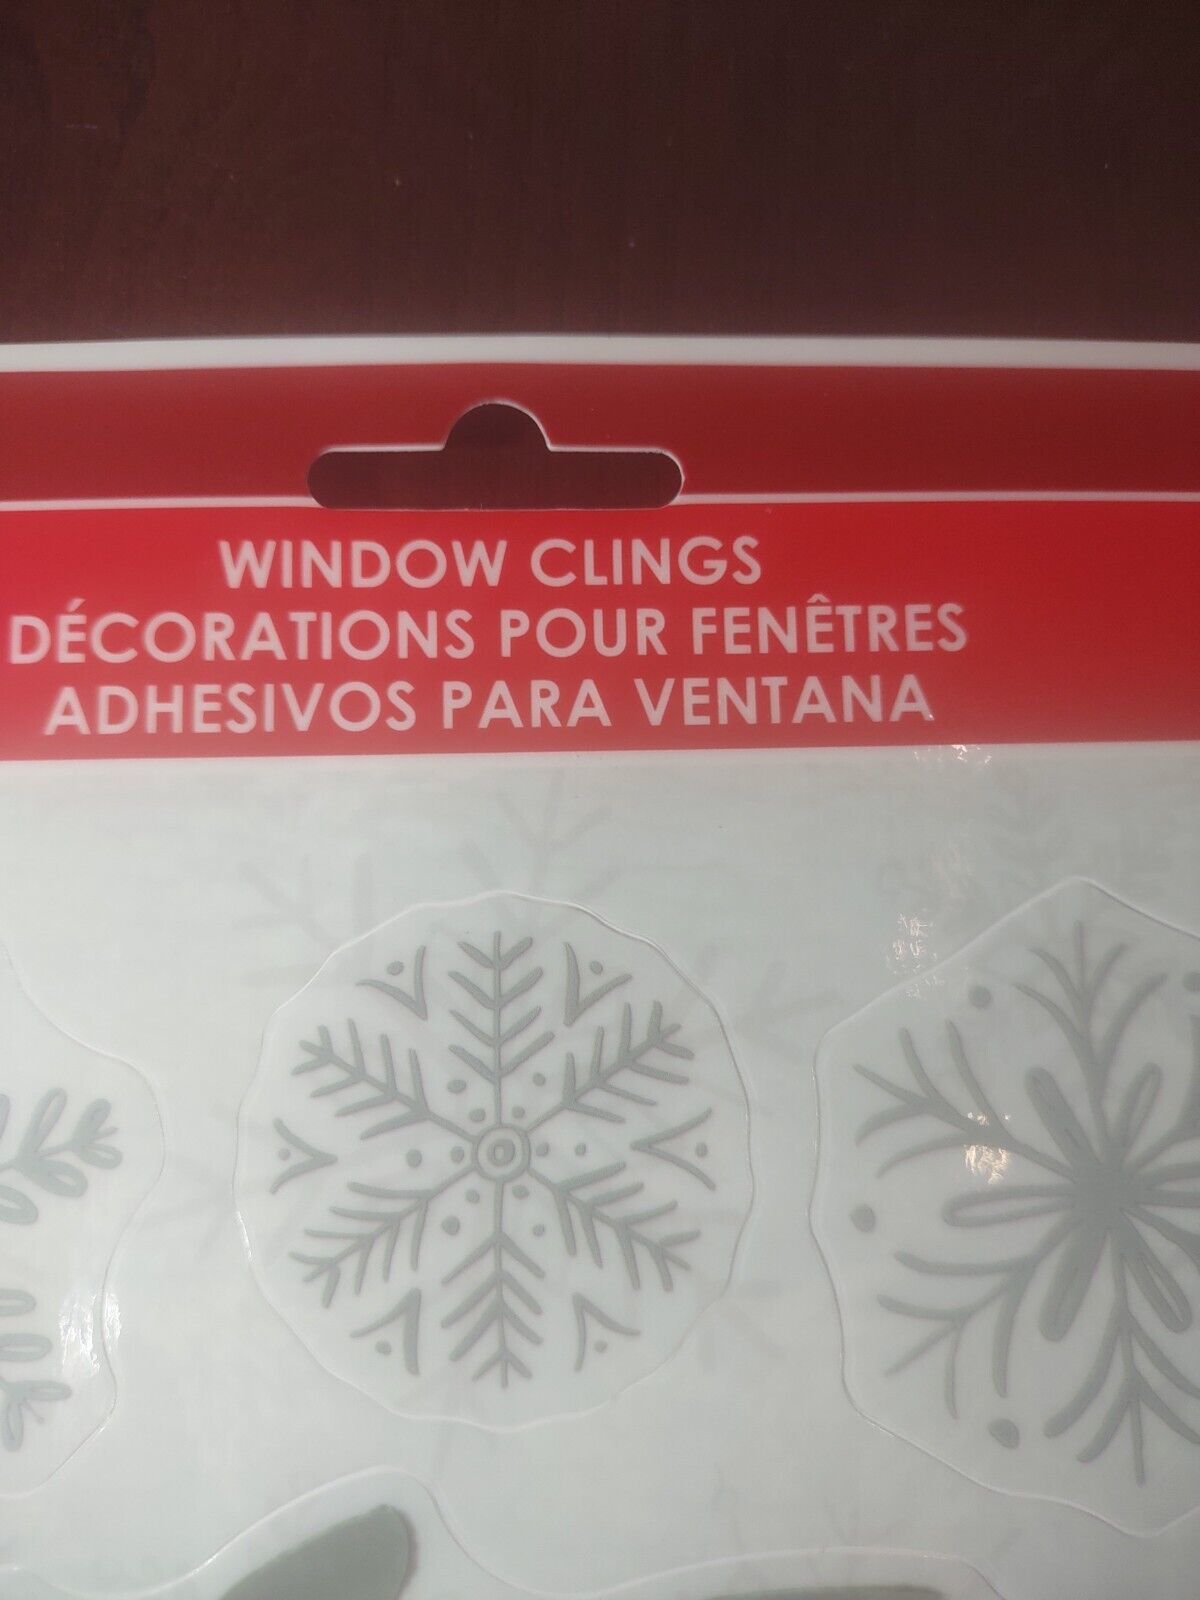 WINDOW CLINGS
DÉCORATIONS POUR FENÊTRES
ADHESIVOS PARA VENTANA